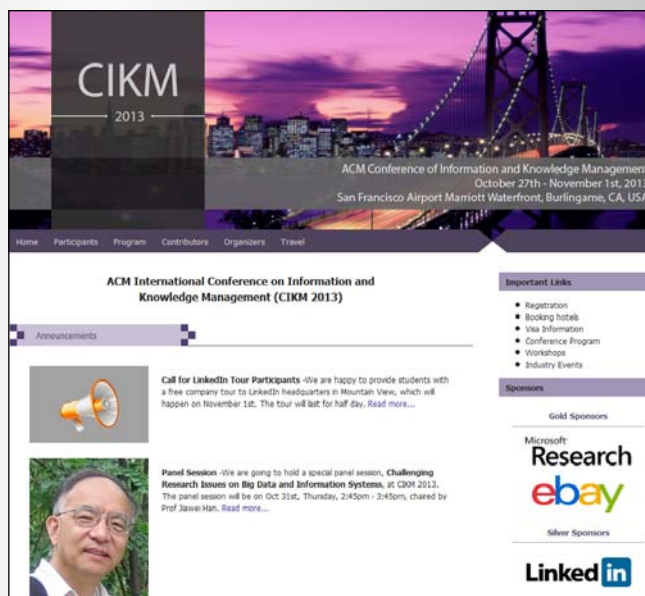 CIKM
2013
ACM Conference of Information and Knowledge Management
October 27th - November 1st, 2013
San Francisco Airport Marriott Waterfront, Burlingame, CA, USA
Home Participants Program Contributors Organizers Travel
ACM International Conference on Information and
Knowledge Management (CIKM 2013)
Announcements
Call for LinkedIn Tour Participants -We are happy to provide students with
a free company tour to LinkedIn headquarters in Mountain View, which will
happen on November 1st. The tour will last for half day. Read more...
Panel Session -We are going to hold a special panel session, Challenging
Research Issues on Big Data and Information Systems, at CIKM 2013.
The panel session will be on Oct 31st, Thursday, 2:45pm - 3:45pm, chared by
Prof Jiawei Han. Read more...
Important Links
Registration
Booking hotels
Visa Information
Conference Program
Workshops
Industry Events
Sponsors
Gold Sponsors
Microsoft
Research
ebay
Silver Sponsors
Linked in